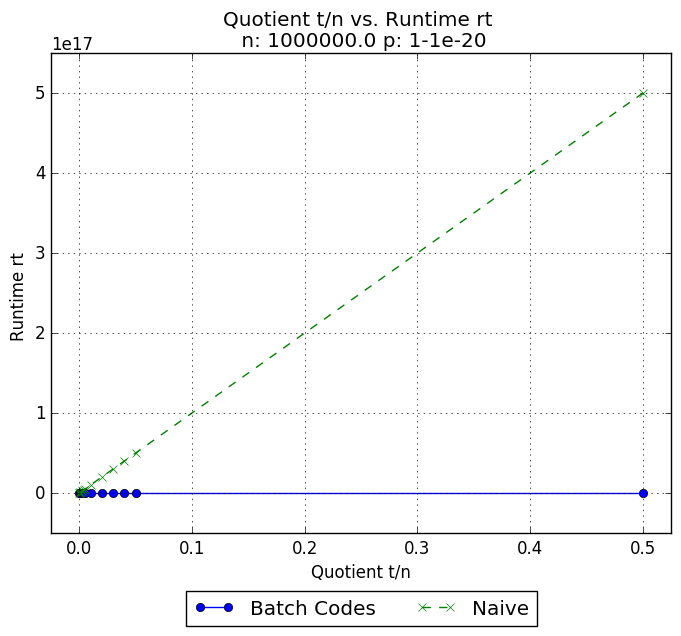 Quotient t/n vs. Runtime rt
n: 1000000.0 p: 1-1e-20
1e17
5
4
3
2
1
0
Runtime rt
0.0 0.1 0.2 0.3 0.4 0.5
Quotient t/n
Batch Codes Naive